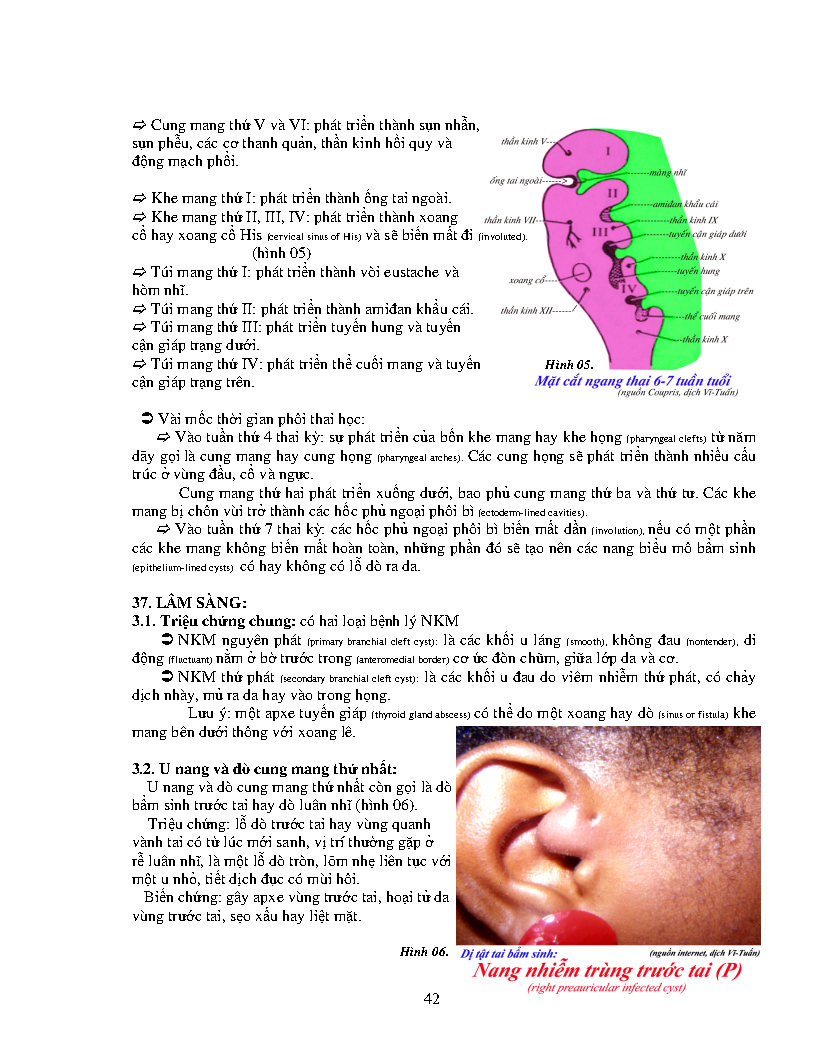 ➯ Cung mang thứ V và VI: phát triển thành sụn nhẫn,
sụn phễu, các cơ thanh quản, thần kinh hồi quy và
động mạch phổi.
➯ Khe mang thứ I: phát triển thành ống tai ngoài.
➯ Khe mang thứ II, III, IV: phát triển thành xoang
cổ hay xoang cổ His (cervical sinus of His) và sẽ biến mất đi (involuted).
(hình 05)
➯ Túi mang thứ I: phát triển thành vòi eustache và
hòm nhĩ.
➯ Túi mang thứ II: phát triển thành amiđan khẩu cái.
➯ Túi mang thứ III: phát triển tuyến hung và tuyến
cận giáp trạng dưới.
➯ Túi mang thứ IV: phát triển thể cuối mang và tuyến
cận giáp trạng trên.
thần kinh V
I
ống tai ngoài
màng nhĩ
II
amiđan khẩu cái
thần kinh VII
thần kinh IX
III
tuyến cận giáp dưới
thần kinh X
tuyến hung
xoang cổ
IV
tuyến cận giáp trên
thần kinh XII
thể cuối mang
thần kinh X
Hình 05.
Mặt cắt ngang thai 6-7 tuần tuổi
(nguồn Coupris, dịch Vĩ-Tuấn)
➲ Vài mốc thời gian phôi thai học:
➯ Vào tuần thứ 4 thai kỳ: sự phát triển của bốn khe mang hay khe họng (pharyngeal clefts) từ năm
dãy gọi là cung mang hay cung họng (pharyngeal arches). Các cung họng sẽ phát triển thành nhiều cấu
trúc ở vùng đầu, cổ và ngực.
Cung mang thứ hai phát triển xuống dưới, bao phủ cung mang thứ ba và thứ tư. Các khe
mang bị chôn vùi trở thành các hốc phủ ngoại phôi bì (ectoderm-lined cavities).
➯ Vào tuần thứ 7 thai kỳ: các hốc phủ ngoại phôi bì biến mất dần (involution), nếu có một phần
các khe mang không biến mất hoàn toàn, những phần đó sẽ tạo nên các nang biểu mô bẩm sinh
(epithelium-lined cysts) có hay không có lỗ dò ra da.
37. LÂM SÀNG:
3.1. Triệu chứng chung: có hai loại bệnh lý NKM
➲ NKM nguyên phát (primary branchial cleft cyst): là các khối u láng (smooth), không đau (nontender), di
động (fluctuant) nằm ở bờ trước trong (anteromedial border) cơ ức đòn chũm, giữa lớp da và cơ.
➲ NKM thứ phát (secondary branchial cleft cyst): là các khối u đau do viêm nhiễm thứ phát, có chảy
dịch nhày, mủ ra da hay vào trong họng.
Lưu ý: một apxe tuyến giáp (thyroid gland abscess) có thể do một xoang hay dò (sinus or fistula) khe
mang bên dưới thông với xoang lê.
3.2. U nang và dò cung mang thứ nhất:
U nang và dò cung mang thứ nhất còn gọi là dò
bẩm sinh trước tai hay dò luân nhĩ (hình 06).
Triệu chứng: lỗ dò trước tai hay vùng quanh
vành tai có từ lúc mới sanh, vị trí thường gặp ở
rễ luân nhĩ, là một lỗ dò tròn, lõm nhẹ liên tục với
một u nhỏ, tiết dịch đục có mùi hôi.
Biến chứng: gây apxe vùng trước tai, hoại tử da
vùng trước tai, sẹo xấu hay liệt mặt.
Hình 06.
Dị tật tai bẩm sinh:
(nguồn internet, dịch Vĩ-Tuấn)
Nang nhiễm trùng trước tai (P)
(right preauricular infected cyst)
42